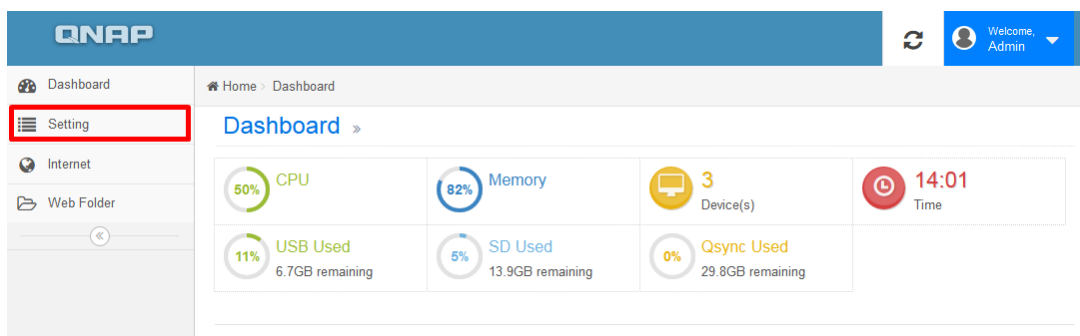 QNAP
Welcome,
Admin
Dashboard
Setting
Internet
Web Folder
Home > Dashboard
Dashboard »
50% CPU
82% Memory
3
Device(s)
14:01
Time
11% USB Used
6.7GB remaining
5% SD Used
13.9GB remaining
0% Qsync Used
29.8GB remaining